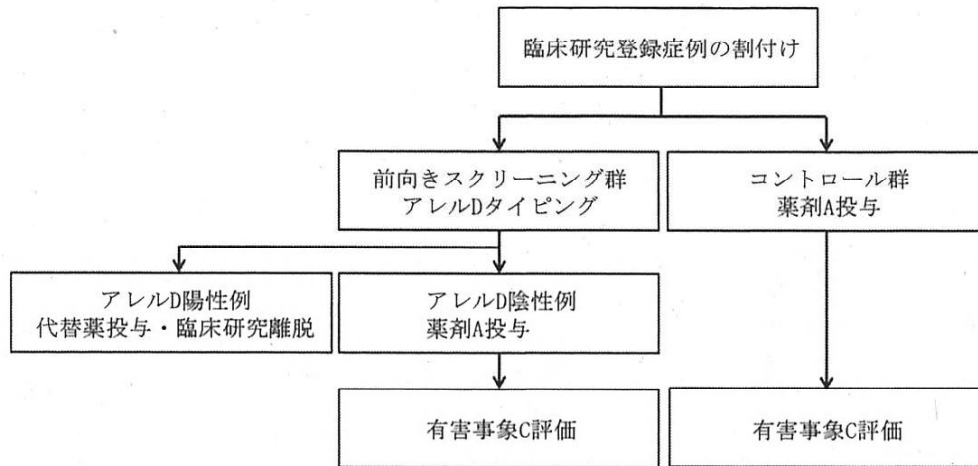 臨床研究登録症例の割付け
前向きスクリーニング群
アレルDタイピング
コントロール群
薬剤A投与
アレルD陽性例
代替薬投与・臨床研究離脱
アレルD陰性例
薬剤A投与
有害事象C評価
有害事象C評価